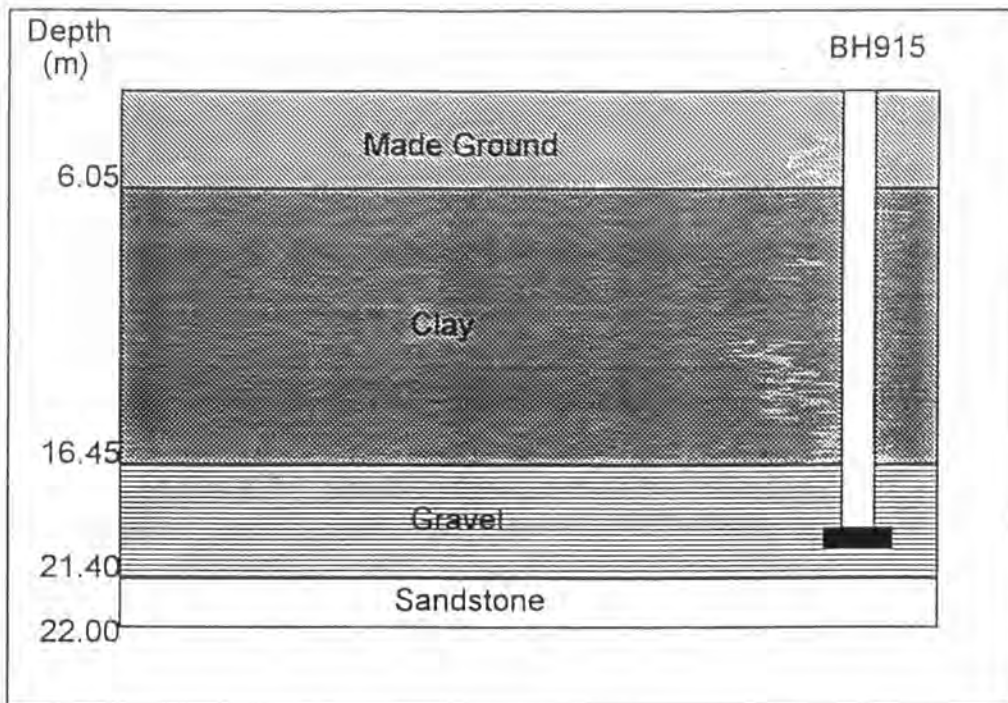 Depth
(m)
BH915
Made Ground
6.05
Clay
16.45
Gravel
21.40
Sandstone
22.00